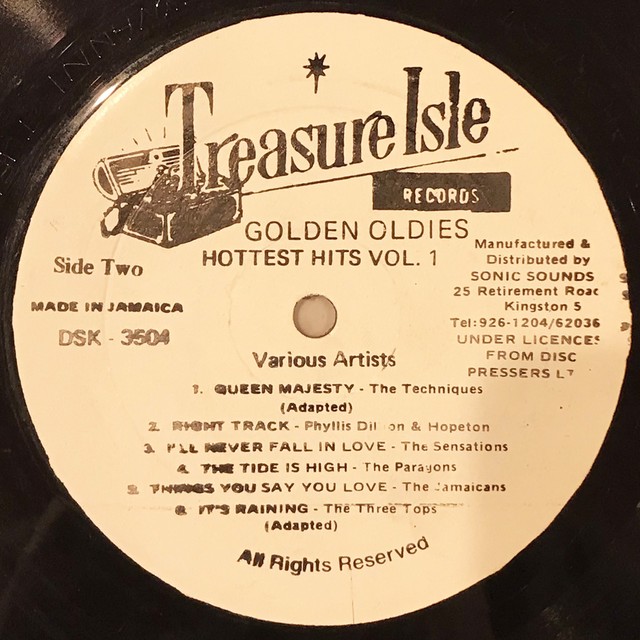 Treasure Isle
RECORDS
GOLDEN OLDIES
HOTTEST HITS VOL. 1
Side Two
MADE IN JAMAICA
DSK - 3504
Manufactured &
Distributed by
SONIC SOUNDS
25 Retirement Roac
Kingston 5
Tel:926-1204/62036
UNDER LICENCES
FROM DISC
PRESSERS
Various Artists
1. QUEEN MAJESTY - The Techniques
(Adapted)
2. RIGHT TRACK - Phyllis Dillon & Hopeton
3. I'LL NEVER FALL IN LOVE - The Sensations
4. THE TIDE IS HIGH - The Paragons
5. THINGS YOU SAY YOU LOVE - The Jamaicans
6. IT'S RAINING - The Three Tops
(Adapted)
All Rights Reserved